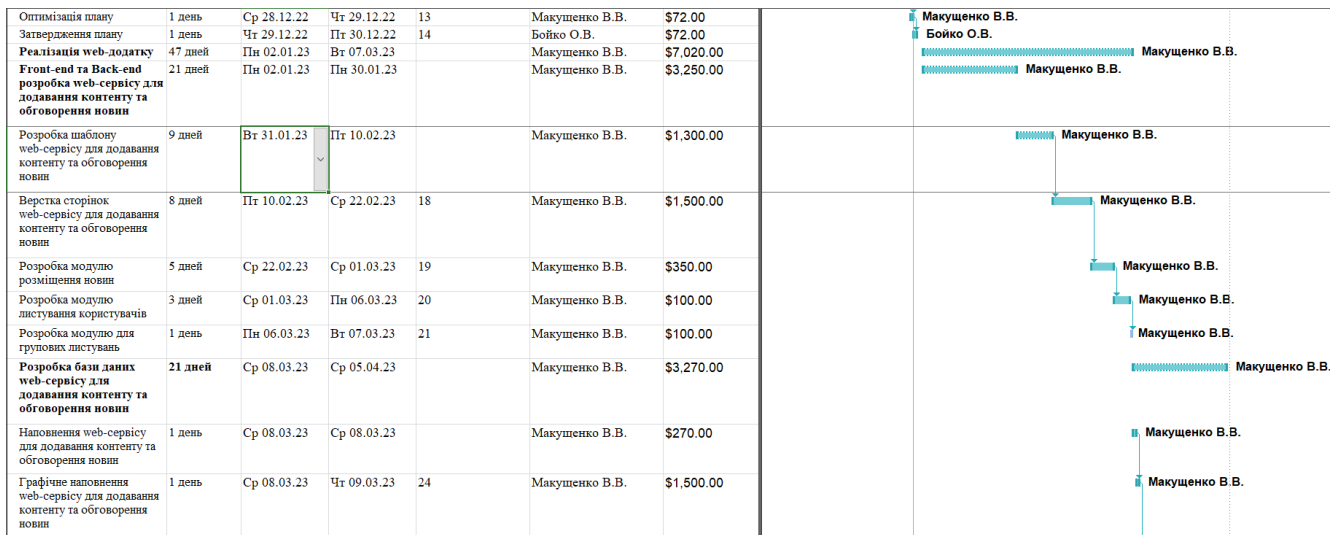 Оптимізація плану 1 день Ср 28.12.22 Чт 29.12.22 13 Макущенко В.В. $72.00 Макущенко В.В.
Затвердження плану 1 день Чт 29.12.22 Пт 30.12.22 14 Бойко О.В. $72.00 Бойко О.В.
Реалізація web-додатку 47 дней Пн 02.01.23 Вт 07.03.23 Макущенко В.В. $7,020.00 Макущенко В.В.
Front-end та Back-end 21 дней Пн 02.01.23 Пн 30.01.23 Макущенко В.В. $3,250.00 Макущенко В.В.
розробка web-сервісу для
додавання контенту та
обговорення новин
Розробка шаблону 9 дней Вт 31.01.23 Пт 10.02.23 Макущенко В.В. $1,300.00 Макущенко В.В.
web-сервісу для додавання
контенту та обговорення
новин
Верстка сторінок 8 дней Пт 10.02.23 Ср 22.02.23 18 Макущенко В.В. $1,500.00 Макущенко В.В.
web-сервісу для додавання
контенту та обговорення
новин
Розробка модулю 5 дней Ср 22.02.23 Ср 01.03.23 19 Макущенко В.В. $350.00 Макущенко В.В.
розміщення новин
Розробка модулю 3 дней Ср 01.03.23 Пн 06.03.23 20 Макущенко В.В. $100.00 Макущенко В.В.
листування користувачів
Розробка модулю для 1 день Пн 06.03.23 Вт 07.03.23 21 Макущенко В.В. $100.00 Макущенко В.В.
групових листувань
Розробка бази даних 21 дней Ср 08.03.23 Ср 05.04.23 Макущенко В.В. $3,270.00 Макущенко В.В.
web-сервісу для
додавання контенту та
обговорення новин
Наповнення web-сервісу 1 день Ср 08.03.23 Ср 08.03.23 Макущенко В.В. $270.00 Макущенко В.В.
для додавання контенту та
обговорення новин
Графічне наповнення 1 день Ср 08.03.23 Чт 09.03.23 24 Макущенко В.В. $1,500.00 Макущенко В.В.
web-сервісу для додавання
контенту та обговорення
новин